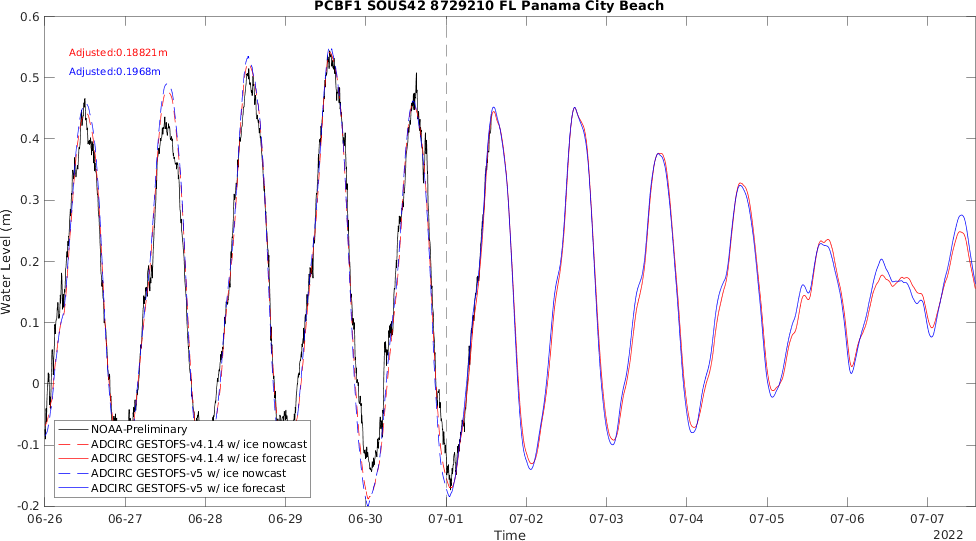 PCBF1 SOUS42 8729210 FL Panama City Beach
Adjusted:0.18821m
Adjusted:0.1968m
Water Level (m)
0.6
0.5
0.4
0.3
0.2
0.1
0
-0.1
-0.2
NOAA-Preliminary
ADCIRC GESTOFS-v4.1.4 w/ ice nowcast
ADCIRC GESTOFS-v4.1.4 w/ ice forecast
ADCIRC GESTOFS-v5 w/ ice nowcast
ADCIRC GESTOFS-v5 w/ ice forecast
06-26 06-27 06-28 06-29 06-30 07-01 07-02 07-03 07-04 07-05 07-06 07-07
Time
2022